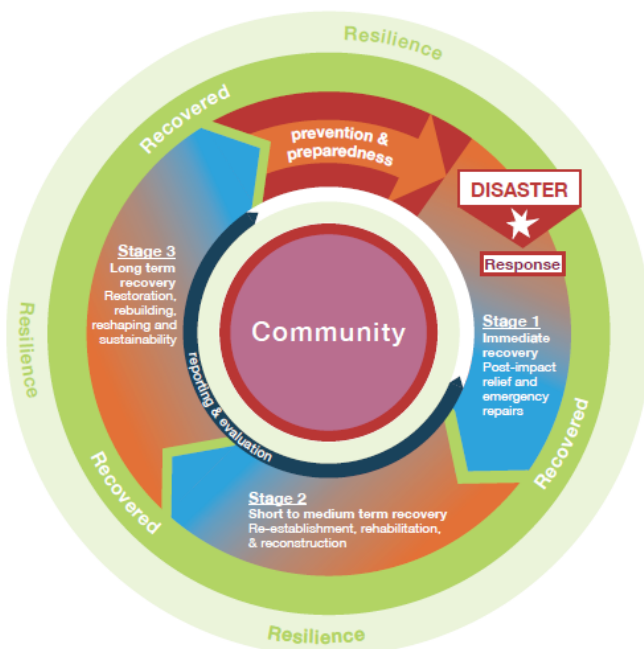 Resilience
Recovered
prevention &
preparedness
DISASTER
Response
Stage 1
Immediate
recovery
Post-impact
relief and
emergency
repairs
Recovered
Stage 2
Short to medium term recovery
Re-establishment, rehabilitation,
& reconstruction
Recovered
Stage 3
Long term
recovery
Restoration,
rebuilding,
reshaping and
sustainability
reporting & evaluation
Community
Resilience
Resilience